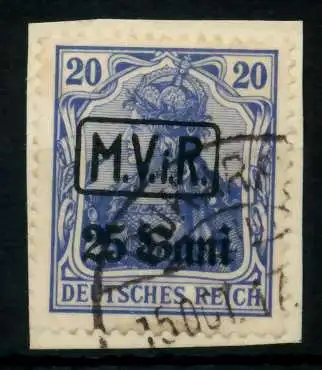 20 20
M.V.i.R.
25 Bani
DEUTSCHES REICH